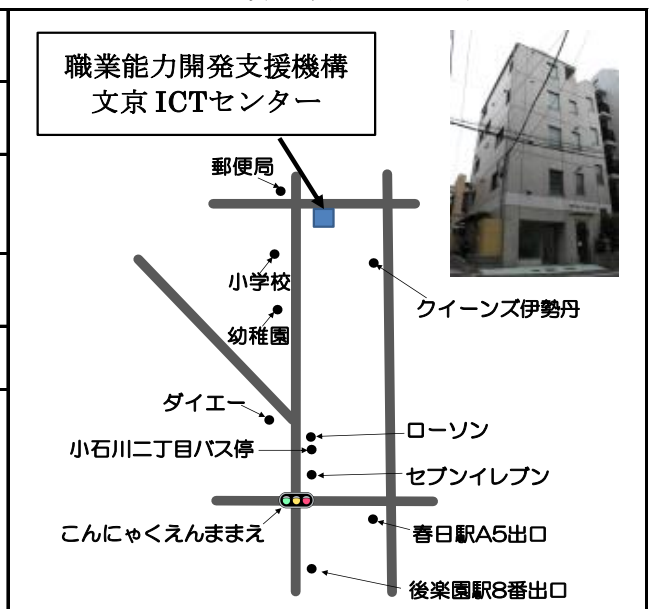 職業能力開発支援機構
文京 ICTセンター
郵便局
小学校
クイーンズ伊勢丹
幼稚園
ダイエー
ローソン
小石川二丁目バス停
セブンイレブン
こんにゃくえんままえ
春日駅A5出口
後楽園駅8番出口